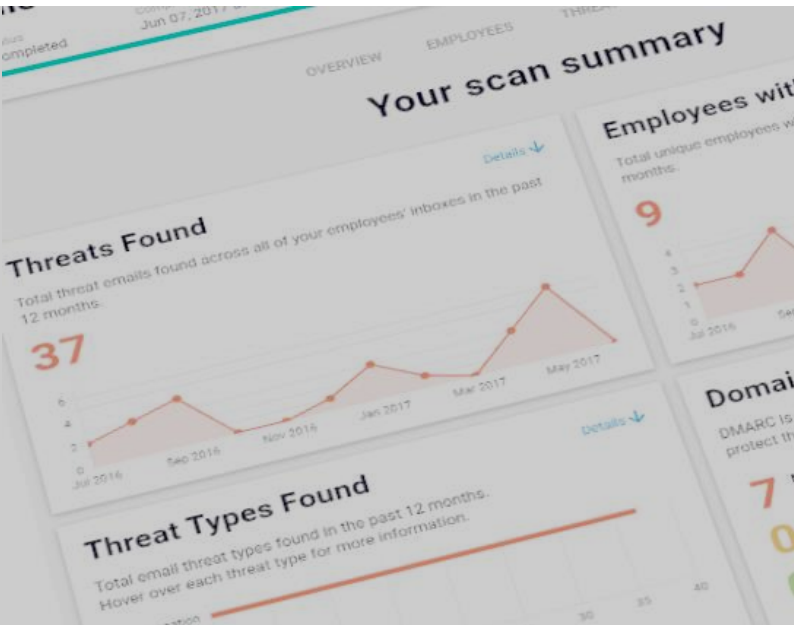 Jun 07, 2017
ompleted
OVERVIEW
EMPLOYEES
Your scan summary
Details
Threats Found
Total threat emails found across all of your employees' inboxes in the past
12 months.
37
6
4
2
0
Jul 2016
Sep 2016
Nov 2016
Jan 2017
Mar 2017
May 2017
Employees wit
Total unique employees w
months.
9
4
3
2
1
0
Jul 2016
Details
Threat Types Found
Total email threat types found in the past 12 months.
Hover over each threat type for more information.
30
35
40
Domai
DMARC is
protect th
7
0